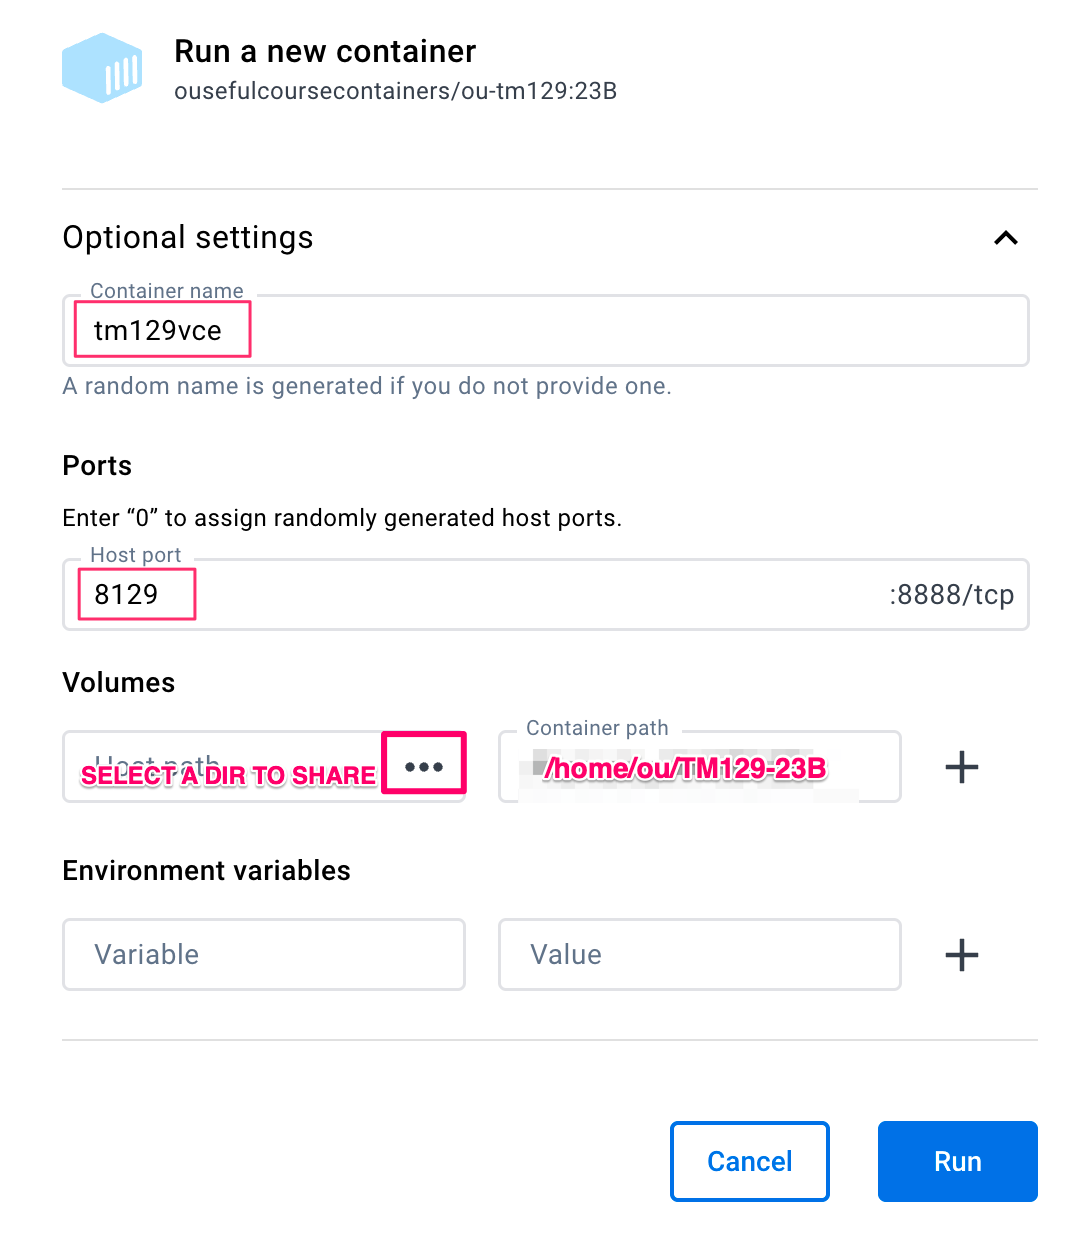 Run a new container
ousefulcoursecontainers/ou-tm129:23B
Optional settings
Container name
tm129vce
A random name is generated if you do not provide one.
Ports
Enter “0” to assign randomly generated host ports.
Host port
8129 :8888/tcp
Volumes
Container path
Host path
SELECT A DIR TO SHARE ••• /home/ou/TM129-23B
Environment variables
Variable Value
Cancel Run